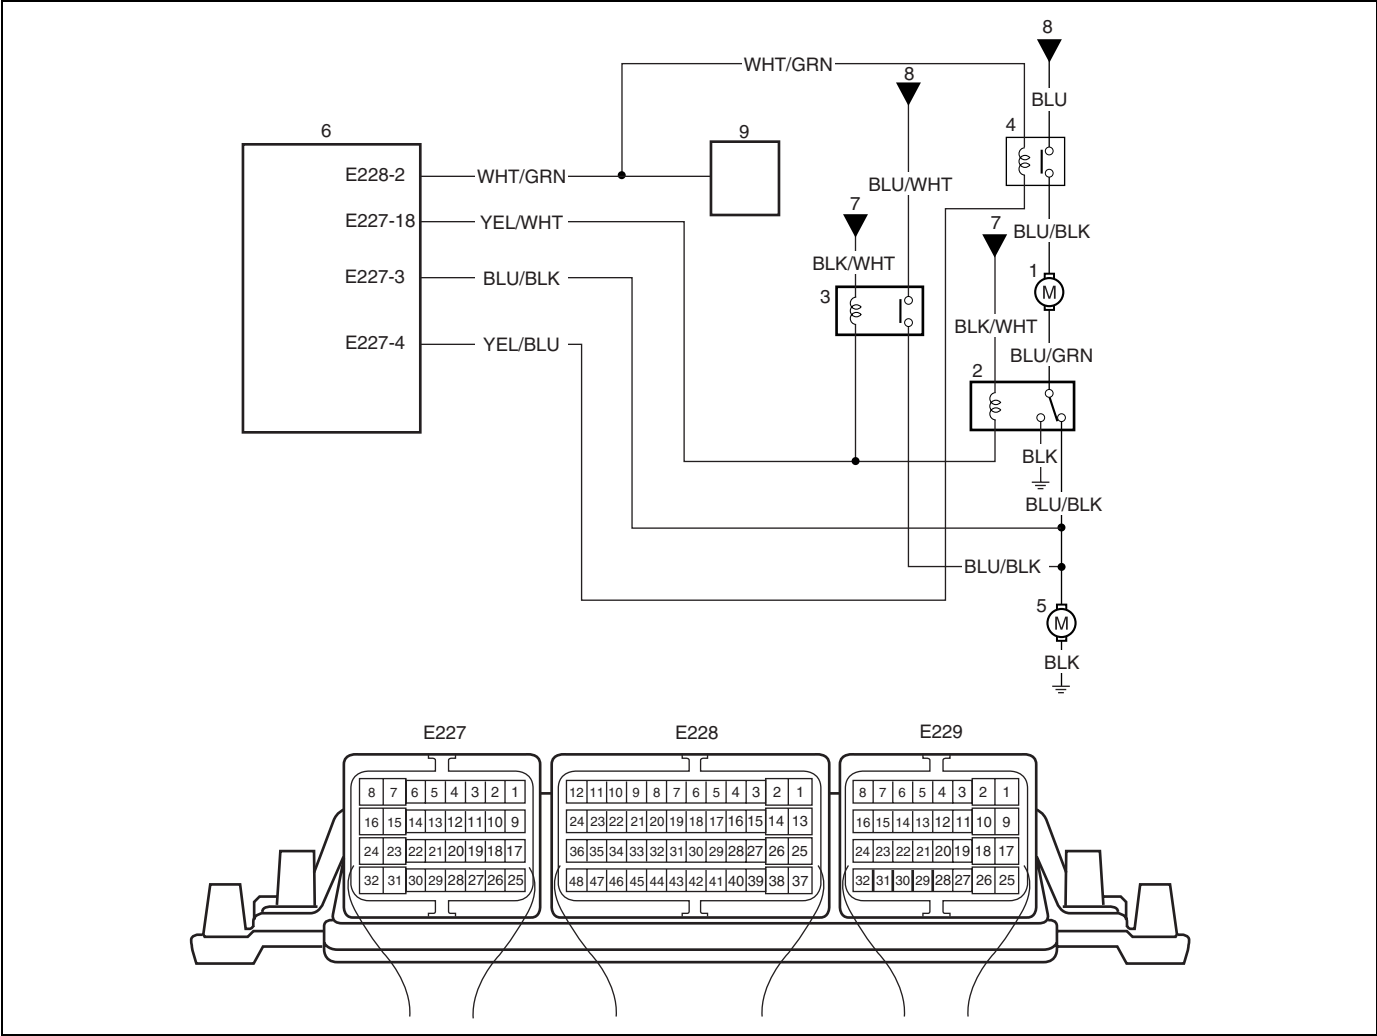 8
WHT/GRN
8
BLU
6
9
4
E228-2
WHT/GRN
BLU/WHT
E227-18
YEL/WHT
7
7
BLU/BLK
BLK/WHT
E227-3
BLU/BLK
1
M
3
BLK/WHT
E227-4
YEL/BLU
BLU/GRN
2
BLK
BLU/BLK
BLU/BLK
5
M
BLK
E227
E228
E229
8 7 6 5 4 3 2 1
12 11 10 9 8 7 6 5 4 3 2 1
8 7 6 5 4 3 2 1
16 15 14 13 12 11 10 9
24 23 22 21 20 19 18 17 16 15 14 13
16 15 14 13 12 11 10 9
24 23 22 21 20 19 18 17
36 35 34 33 32 31 30 29 28 27 26 25
24 23 22 21 20 19 18 17
32 31 30 29 28 27 26 25
48 47 46 45 44 43 42 41 40 39 38 37
32 31 30 29 28 27 26 25